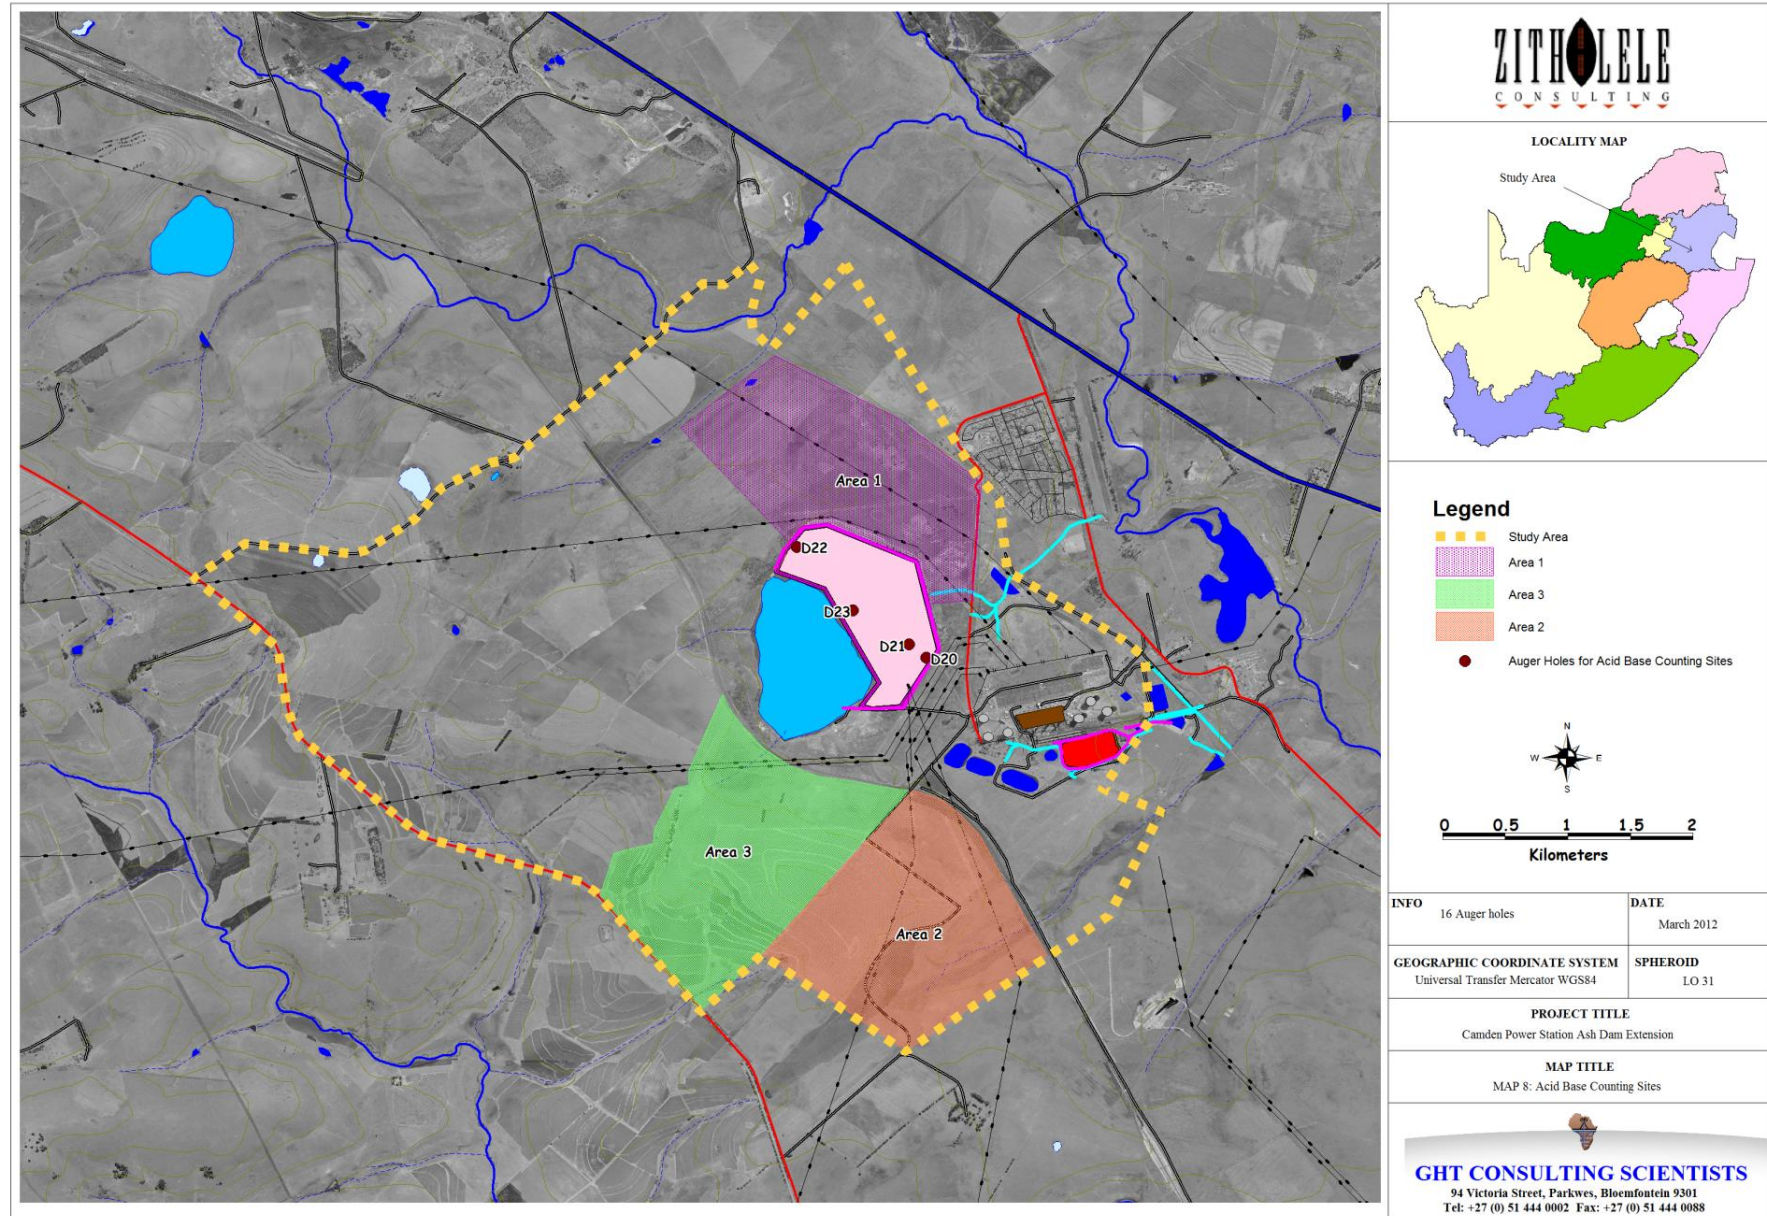 Area 1
D22
D23
D21
D20
Area 3
Area 2
ZITHOLELE
CONSULTING
LOCALITY MAP
Study Area
Legend
Study Area
Area 1
Area 3
Area 2
Auger Holes for Acid Base Counting Sites
N
W E
S
0 0.5 1 1.5 2
Kilometers
INFO
16 Auger holes
DATE
March 2012
GEOGRAPHIC COORDINATE SYSTEM
Universal Transfer Mercator WGS84
SPHEROID
LO 31
PROJECT TITLE
Camden Power Station Ash Dam Extension
MAP TITLE
MAP 8: Acid Base Counting Sites
GHT CONSULTING SCIENTISTS
94 Victoria Street, Parkwes, Bloemfontein 9301
Tel: +27 (0) 51 444 0002 Fax: +27 (0) 51 444 0088